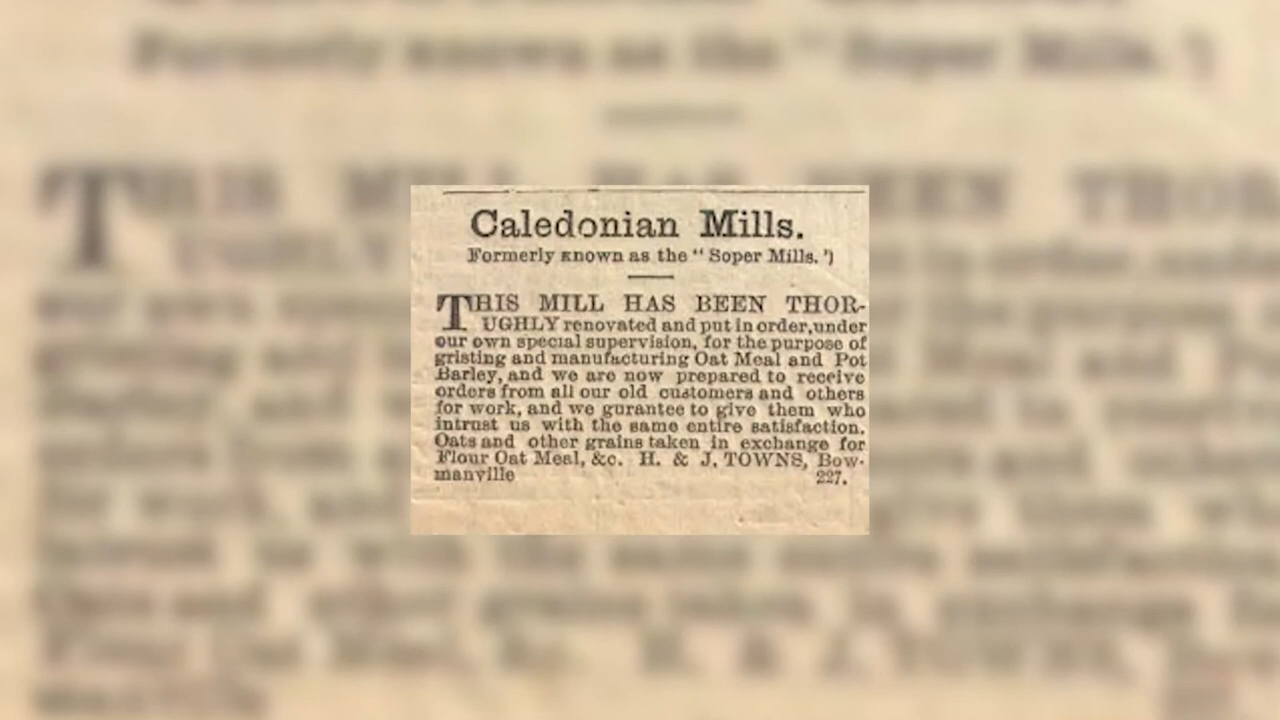 Caledonian Mills.
Formerly known as the "Soper Mills.')
THIS MILL HAS BEEN THOR-
UGHLY renovated and put in order, under
our own special supervision, for the purpose of
gristing and manufacturing Oat Meal and Pot
Barley, and we are now prepared to receive
orders from all our old customers and others
for work, and we gurantee to give them who
intrust us with the same entire satisfaction.
Oats and other grains taken in exchange for
Flour Oat Meal, &c. H. & J. TOWNS, Bow-
manville 227.